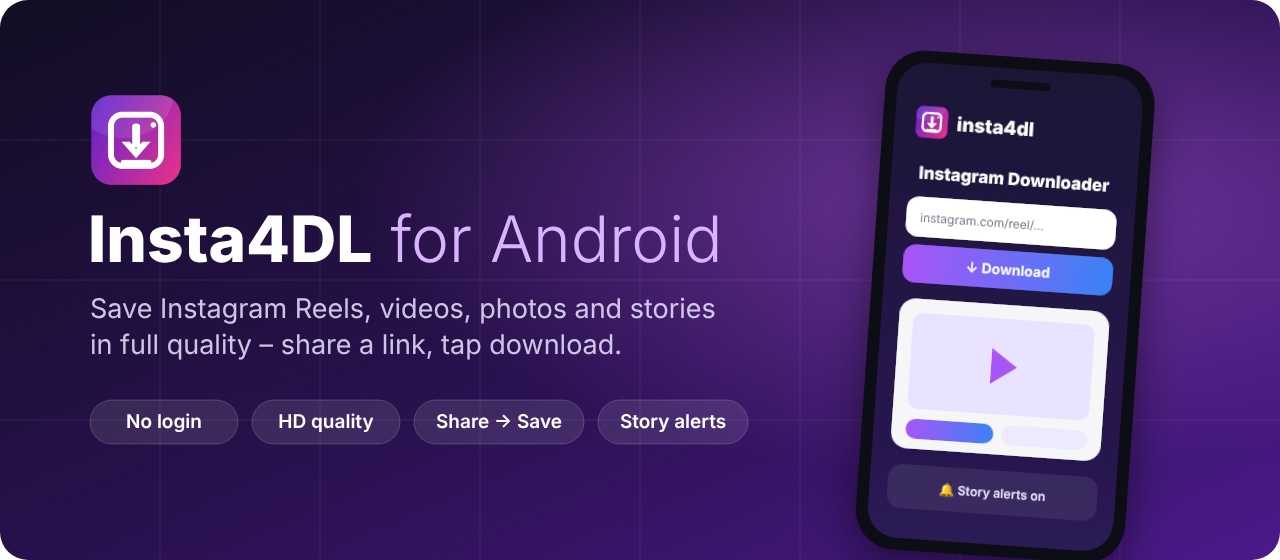 Insta4DL for Android
Save Instagram Reels, videos, photos and stories
in full quality – share a link, tap download.
No login
HD quality
Share → Save
Story alerts
insta4dl
Instagram Downloader
instagram.com/reel/...
↓ Download
🔔 Story alerts on